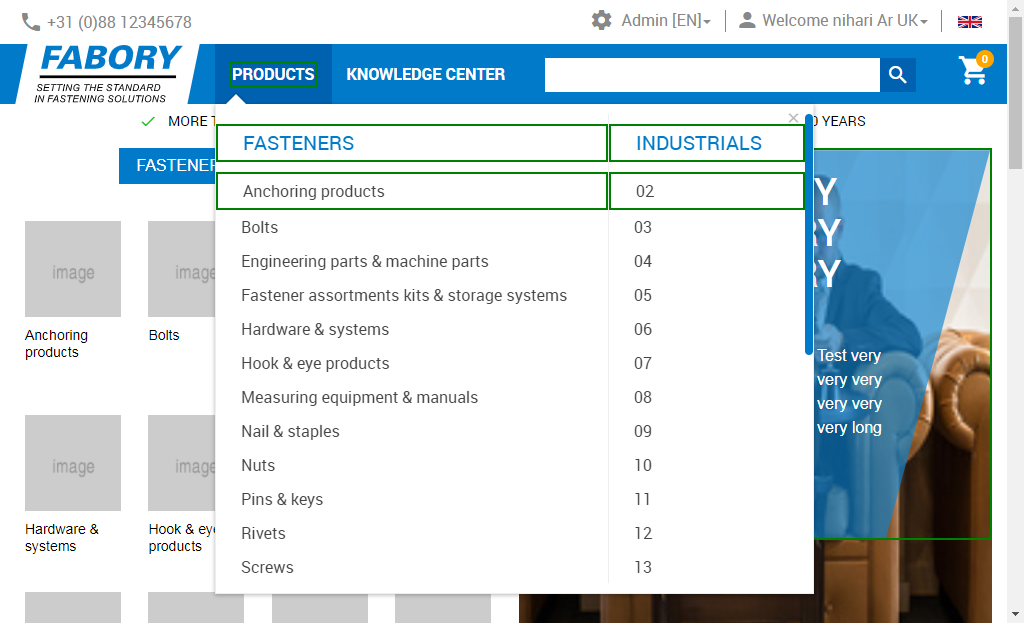 +31 (0)88 12345678
Admin [EN]
Welcome nihari Ar UK
FABORY
SETTING THE STANDARD
IN FASTENING SOLUTIONS
PRODUCTS
KNOWLEDGE CENTER
0
MORE
YEARS
FASTENERS
INDUSTRIALS
Anchoring products
02
Bolts
03
Engineering parts & machine parts
04
Fastener assortments kits & storage systems
05
Hardware & systems
06
Hook & eye products
07
Measuring equipment & manuals
08
Nail & staples
09
Nuts
10
Pins & keys
11
Rivets
12
Screws
13
image
image
Anchoring
products
Bolts
image
image
Hardware &
systems
Hook & eye
products
Test very
very very
very very
very long